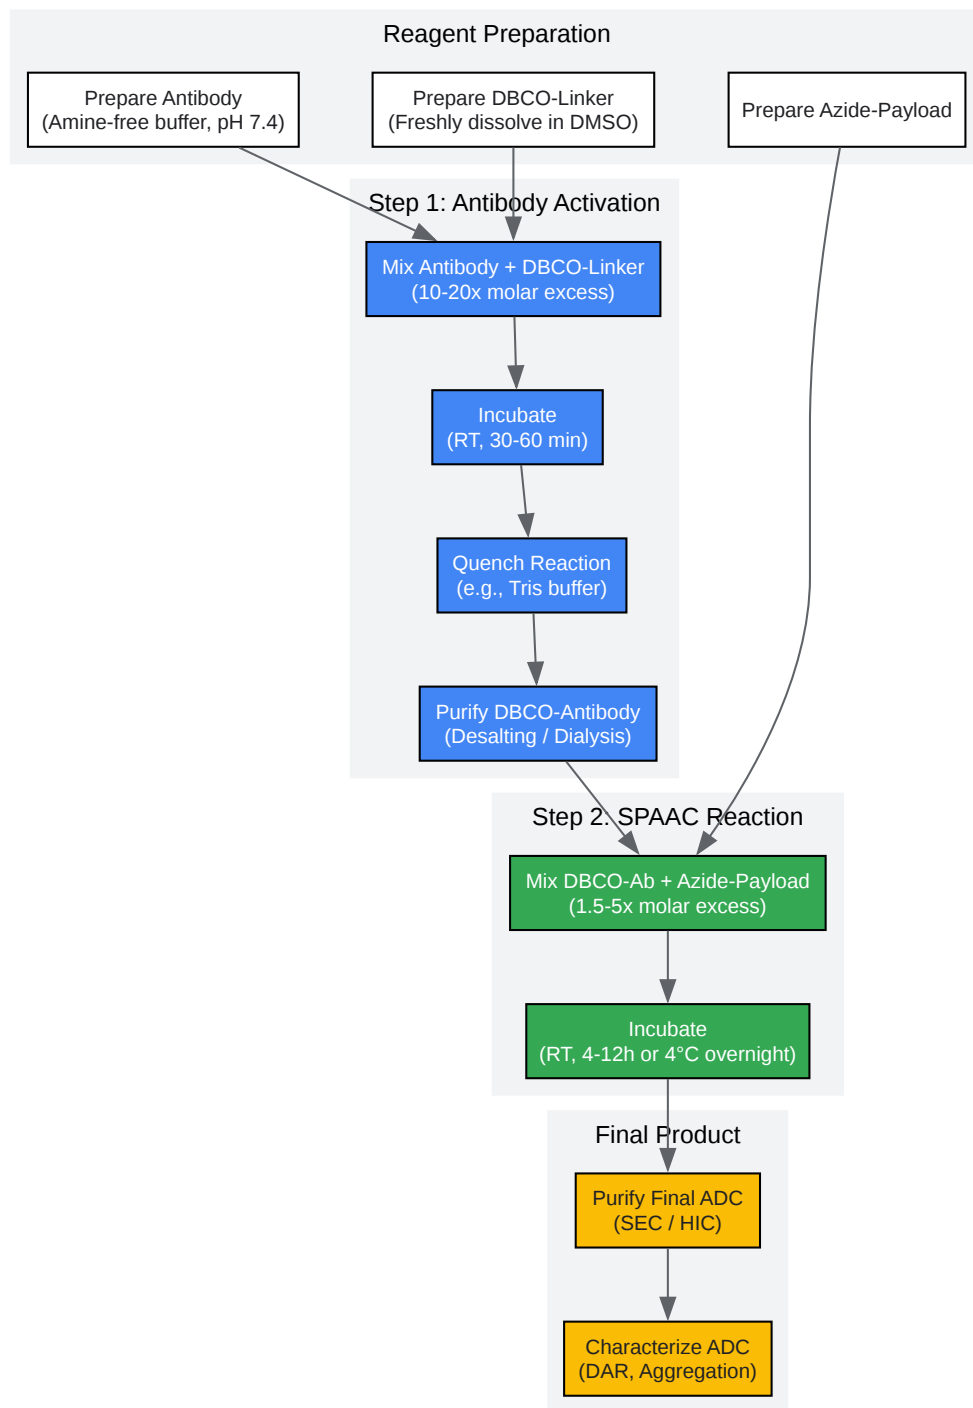 Reagent Preparation
Prepare Antibody
(Amine-free buffer, pH 7.4)
Prepare DBCO-Linker
(Freshly dissolve in DMSO)
Prepare Azide-Payload
Step 1: Antibody Activation
Mix Antibody + DBCO-Linker
(10-20x molar excess)
Incubate
(RT, 30-60 min)
Quench Reaction
(e.g., Tris buffer)
Purify DBCO-Antibody
(Desalting / Dialysis)
Step 2: SPAAC Reaction
Mix DBCO-Ab + Azide-Payload
(1.5-5x molar excess)
Incubate
(RT, 4-12h or 4°C overnight)
Final Product
Purify Final ADC
(SEC / HIC)
Characterize ADC
(DAR, Aggregation)